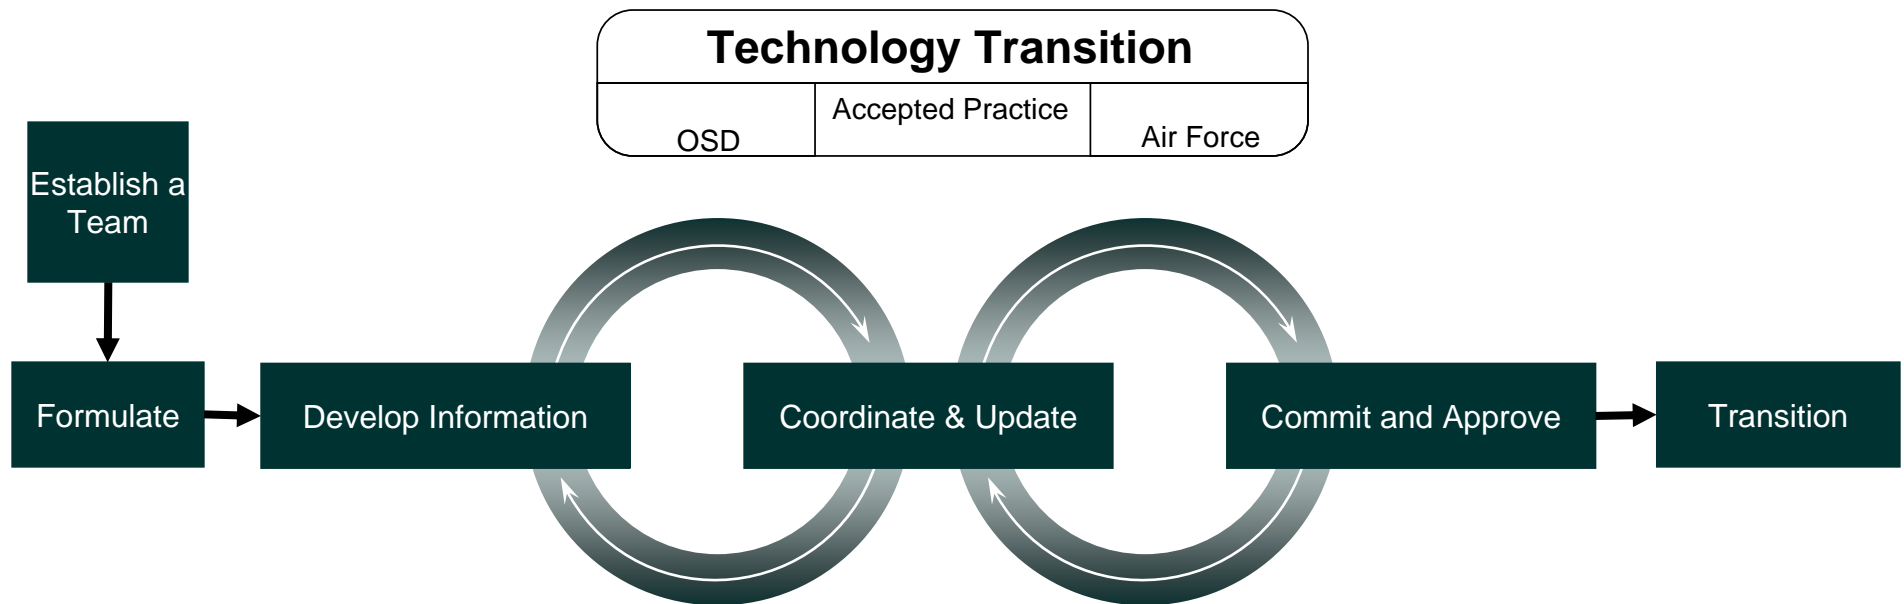 Technology Transition
OSD
Accepted Practice
Air Force
Establish a
Team
Formulate
Develop Information
Coordinate & Update
Commit and Approve
Transition